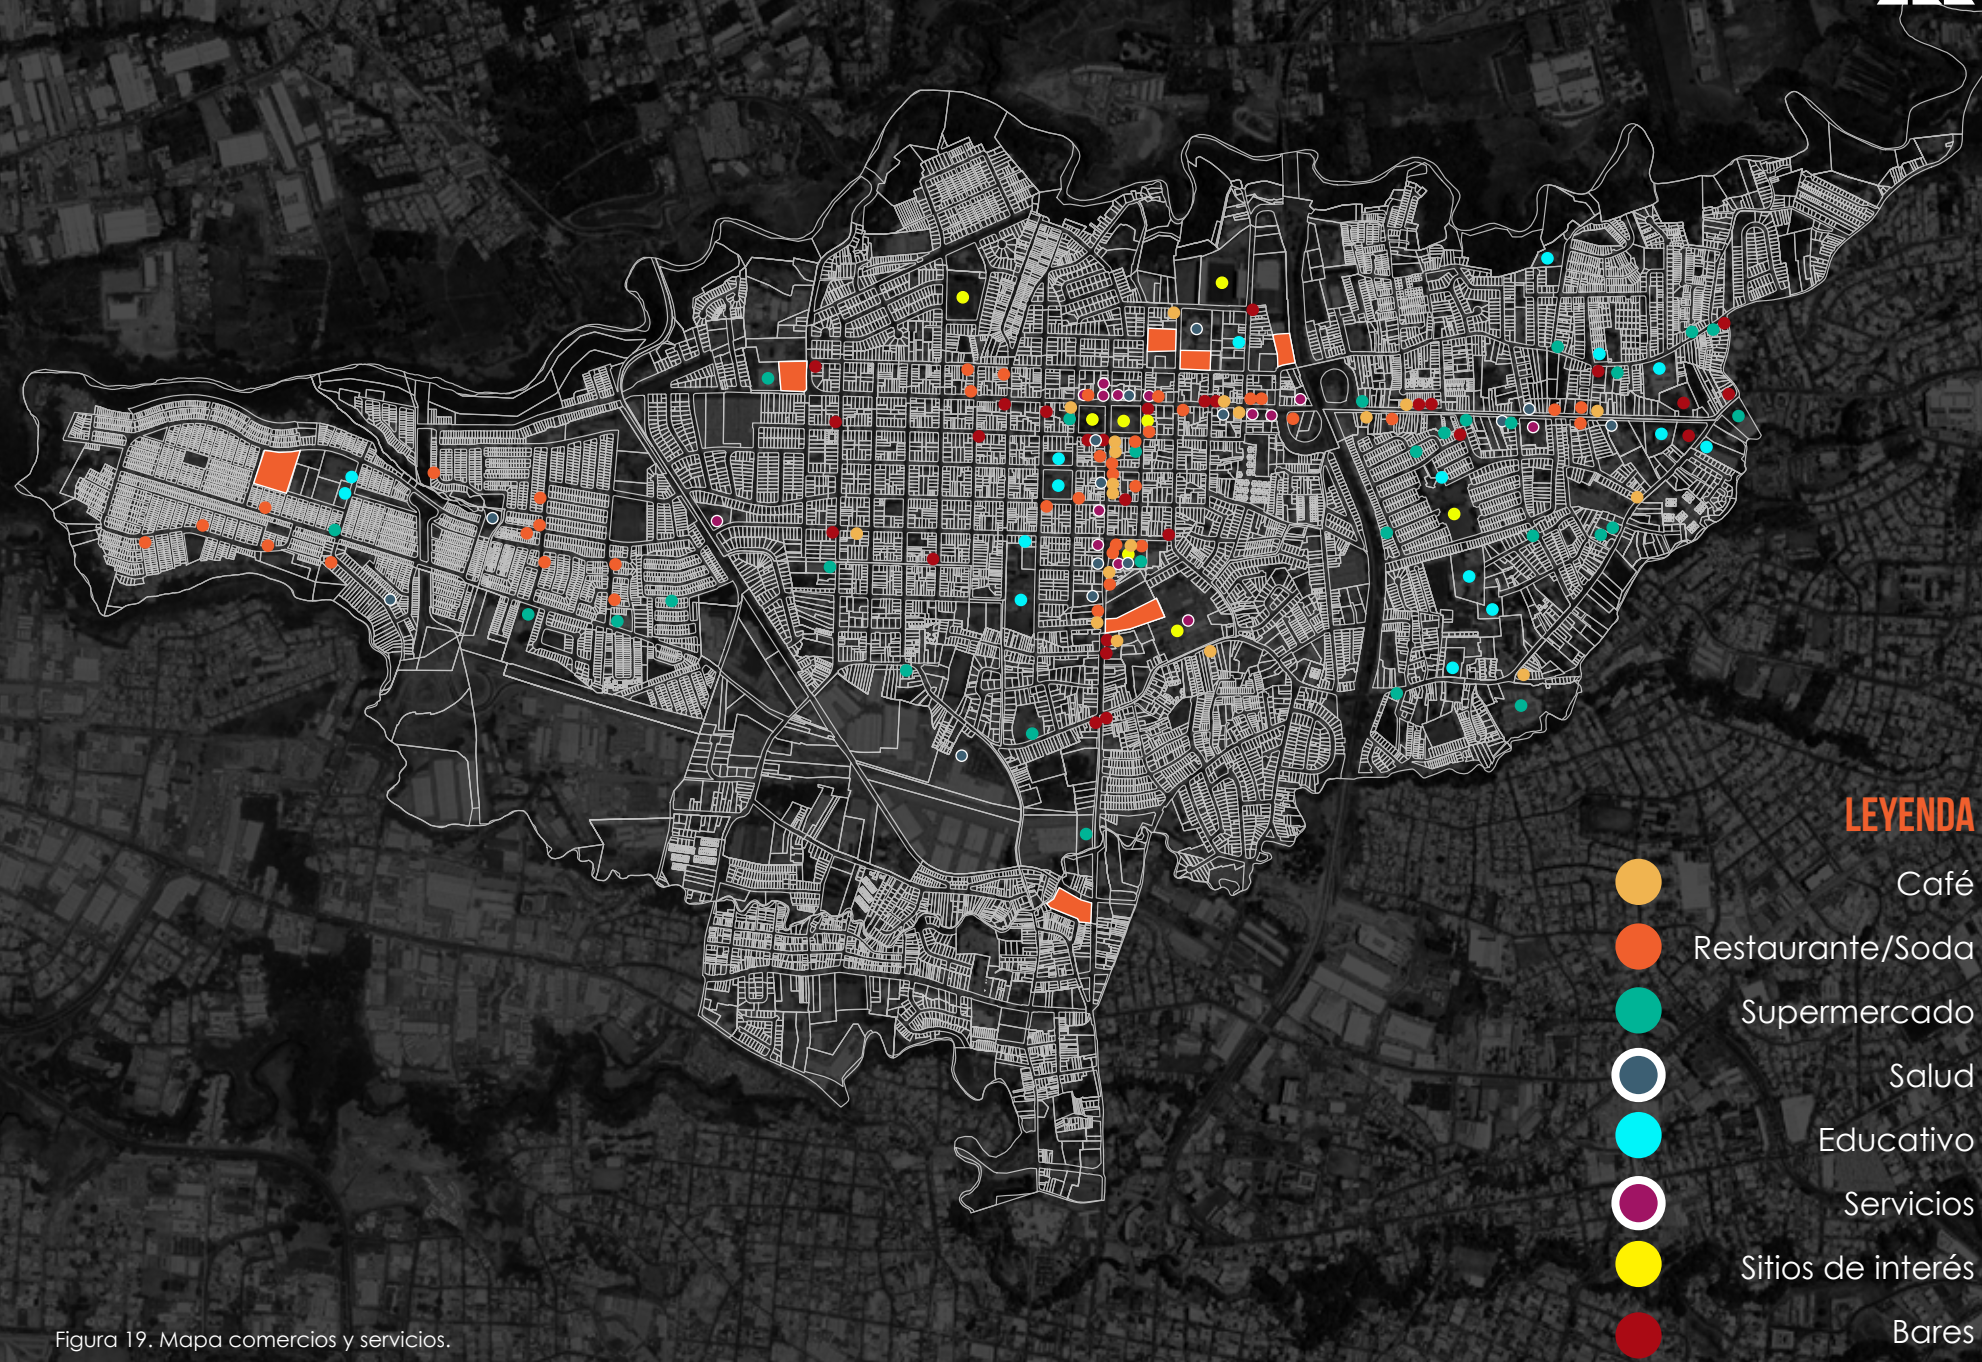 LEYENDA
Café
Restaurante/Soda
Supermercado
Salud
Educativo
Servicios
Sitios de interés
Bares
Figura 19. Mapa comercios y servicios.